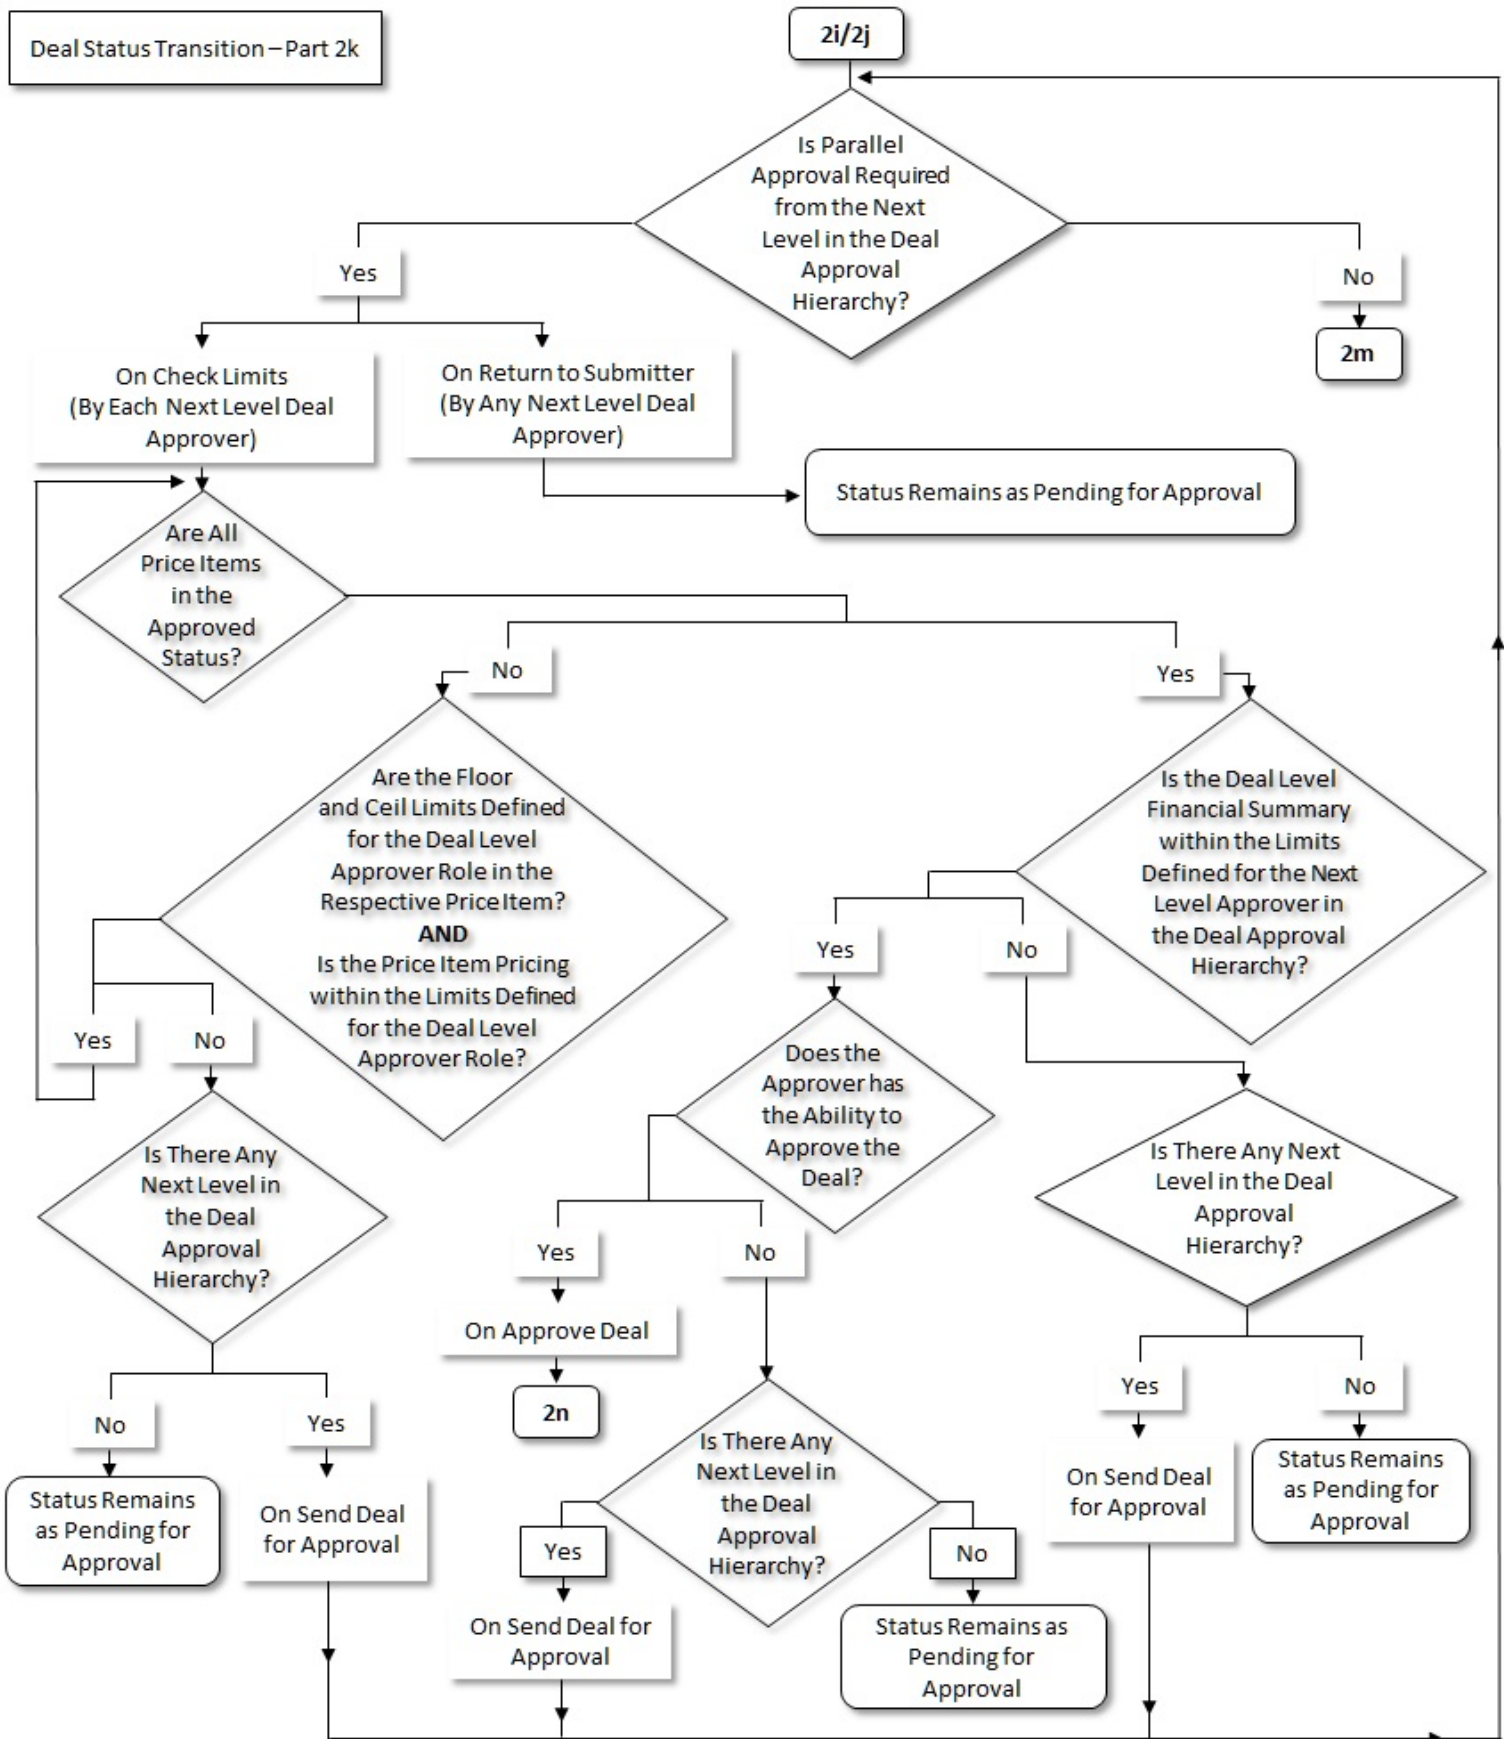 Deal Status Transition – Part 2k
2i/2j
Is Parallel
Approval Required
from the Next
Level in the Deal
Approval
Hierarchy?
Yes
No
2m
On Check Limits
(By Each Next Level Deal
Approver)
On Return to Submitter
(By Any Next Level Deal
Approver)
Status Remains as Pending for Approval
Are All
Price Items
in the
Approved
Status?
No
Yes
Are the Floor
and Ceil Limits Defined
for the Deal Level
Approver Role in the
Respective Price Item?
AND
Is the Price Item Pricing
within the Limits Defined
for the Deal Level
Approver Role?
Is the Deal Level
Financial Summary
within the Limits
Defined for the Next
Level Approver in
the Deal Approval
Hierarchy?
Yes
No
Yes
No
Does the
Approver has
the Ability to
Approve the
Deal?
Is There Any
Next Level in
the Deal
Approval
Hierarchy?
Is There Any Next
Level in the Deal
Approval
Hierarchy?
Yes
No
On Approve Deal
2n
No
Yes
Yes
No
Status Remains
as Pending for
Approval
On Send Deal
for Approval
Is There Any
Next Level in
the Deal
Approval
Hierarchy?
On Send Deal
for Approval
Status Remains
as Pending for
Approval
Yes
No
On Send Deal for
Approval
Status Remains as
Pending for
Approval